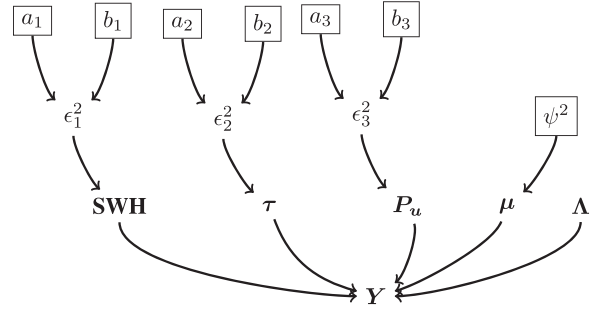 a₁ b₁ a₂ b₂ a₃ b₃
ϵ₁² ϵ₂² ϵ₃² ψ²
SWH τ Pᵤ μ Λ
Y